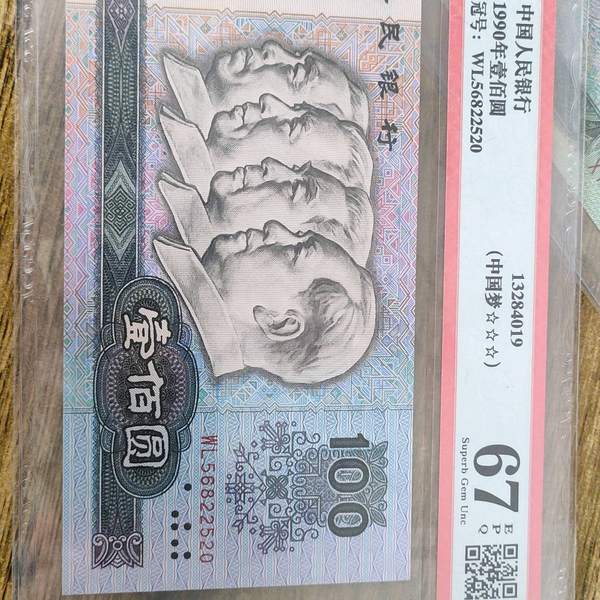 中国人民银行
1990年壹佰圆
冠号：WL56822520
13284019
(中国梦☆☆☆)
67
EPQ
Superb Gem Unc
民银行
壹佰圆
WL56822520
100